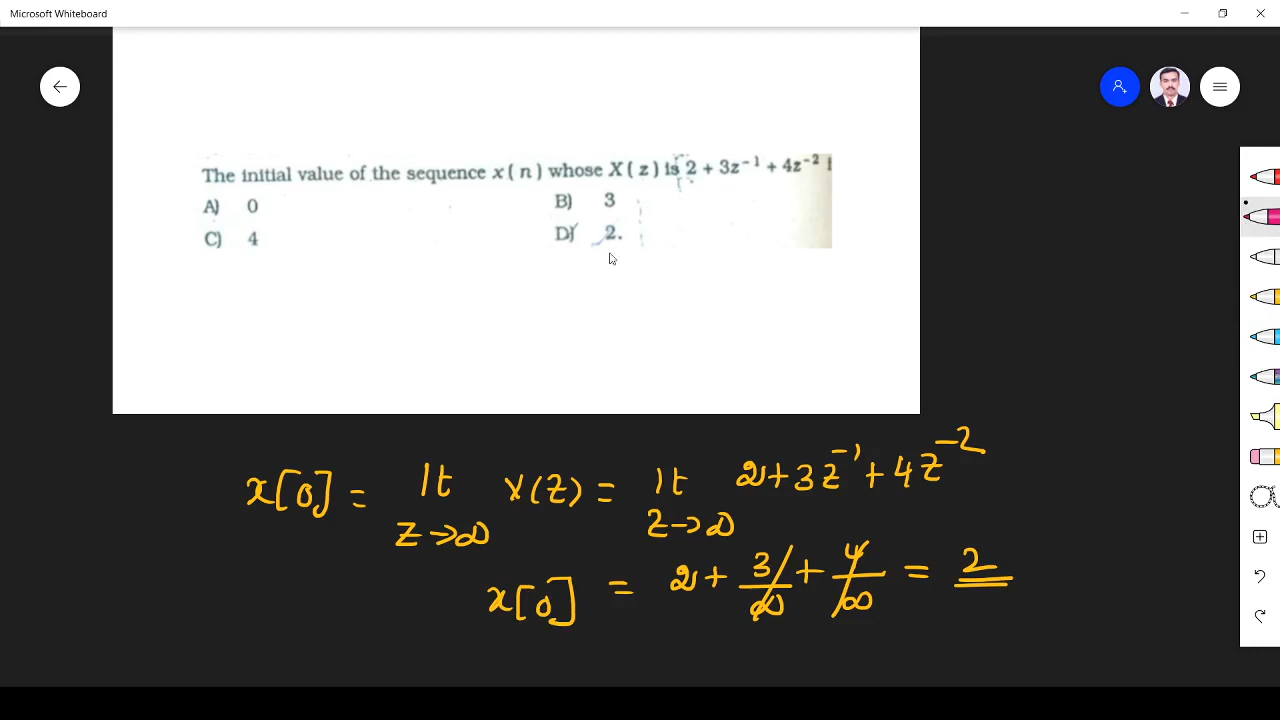 Microsoft Whiteboard
The initial value of the sequence x ( n ) whose X ( z ) is 2 + 3z⁻¹ + 4z⁻²
A) 0 B) 3
C) 4 D) 2.
x[0] = lt z→∞ X(z) = lt z→∞ 2+3z⁻¹+4z⁻²
x[0] = 2 + 3/∞ + 4/∞ = 2